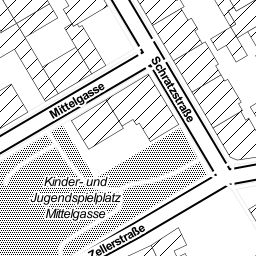 Mittelgasse
Schratzstraße
Kinder- und
Jugendspielplatz
Mittelgasse
Zellerstraße